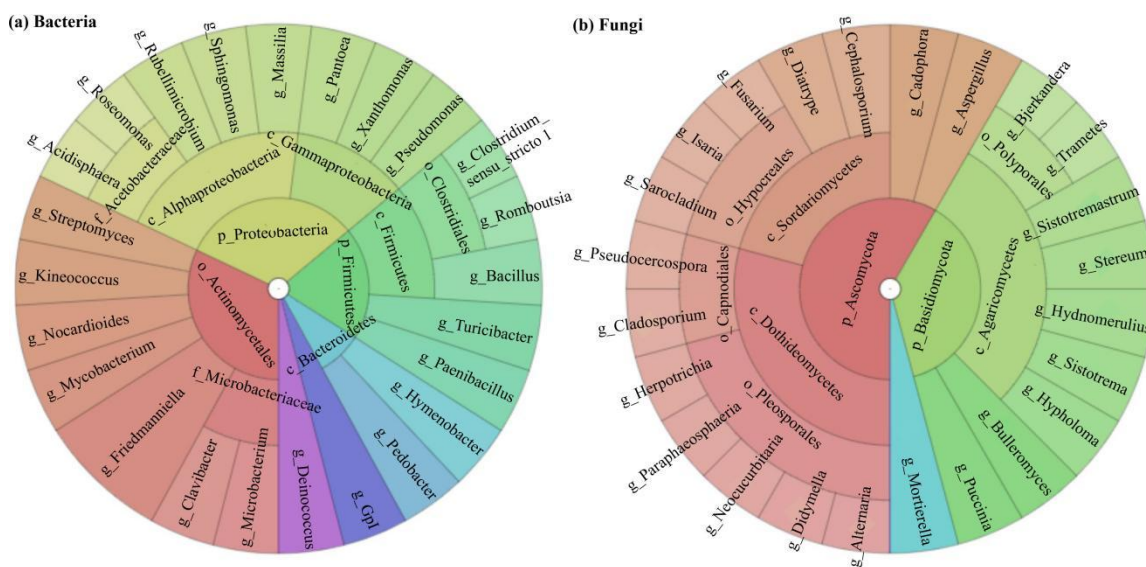 (a) Bacteria
g_Acidisphaera
g_Roseomonas
f_Acetobacteraceae
g_Rubellimicrobium
g_Sphingomonas
g_Massilia
g_Pantoea
g_Xanthomonas
g_Pseudomonas
g_Clostridium_
sensu_stricto 1
g_Romboutsia
g_Bacillus
g_Turicibacter
g_Paenibacillus
g_Hymenobacter
g_Pedobacter
g_GpI
g_Deinococcus
g_Microbacterium
g_Clavibacter
g_Friedmanniella
g_Mycobacterium
g_Nocardioides
g_Kineococcus
g_Streptomyces
c_Alphaproteobacteria
c_Gammaproteobacteria
o_Clostridiales
c_Firmicutes
p_Proteobacteria
p_Firmicutes
c_Bacteroidetes
o_Actinomycetales
f_Microbacteriaceae
(b) Fungi
g_Fusarium
g_Diatrype
g_Cephalosporium
g_Cadophora
g_Aspergillus
g_Bjerkandera
g_Trametes
o_Polyporales
g_Sistotremastrum
g_Stereum
g_Hydnomerulius
g_Sistotrema
g_Hypholoma
g_Bulleromyces
g_Puccinia
g_Mortierella
g_Alternaria
g_Didymella
g_Neocucurbitaria
g_Paraphaeosphaeria
g_Herpotrichia
g_Cladosporium
g_Pseudocercospora
g_Sarocladium
g_Isaria
o_Hypocreales
c_Sordariomycetes
o_Capnodiales
c_Dothideomycetes
o_Pleosporales
p_Ascomycota
p_Basidiomycota
c_Agaricomycetes